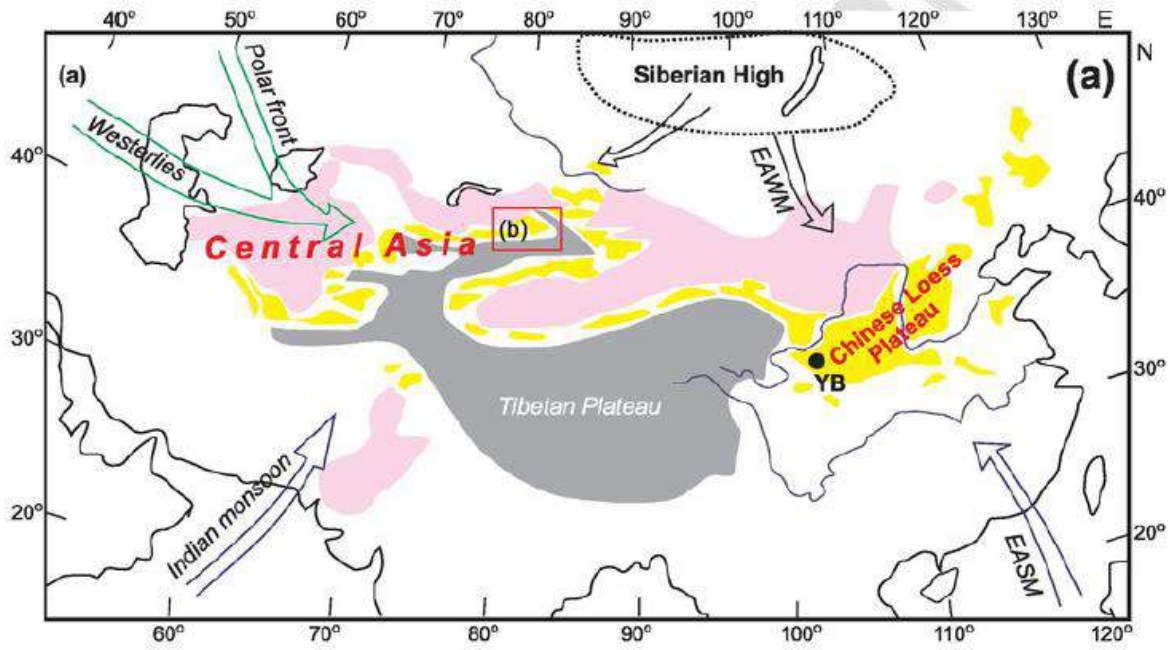 40° 50° 60° 70° 80° 90° 100° 110° 120° 130° E
N
(a)
(a)
Polar front
Westerlies
Siberian High
EAWM
40°
40°
(b)
Central Asia
Chinese Loess
Plateau
30°
30°
YB
Tibetan Plateau
Indian monsoon
EASM
20°
20°
60° 70° 80° 90° 100° 110° 120°